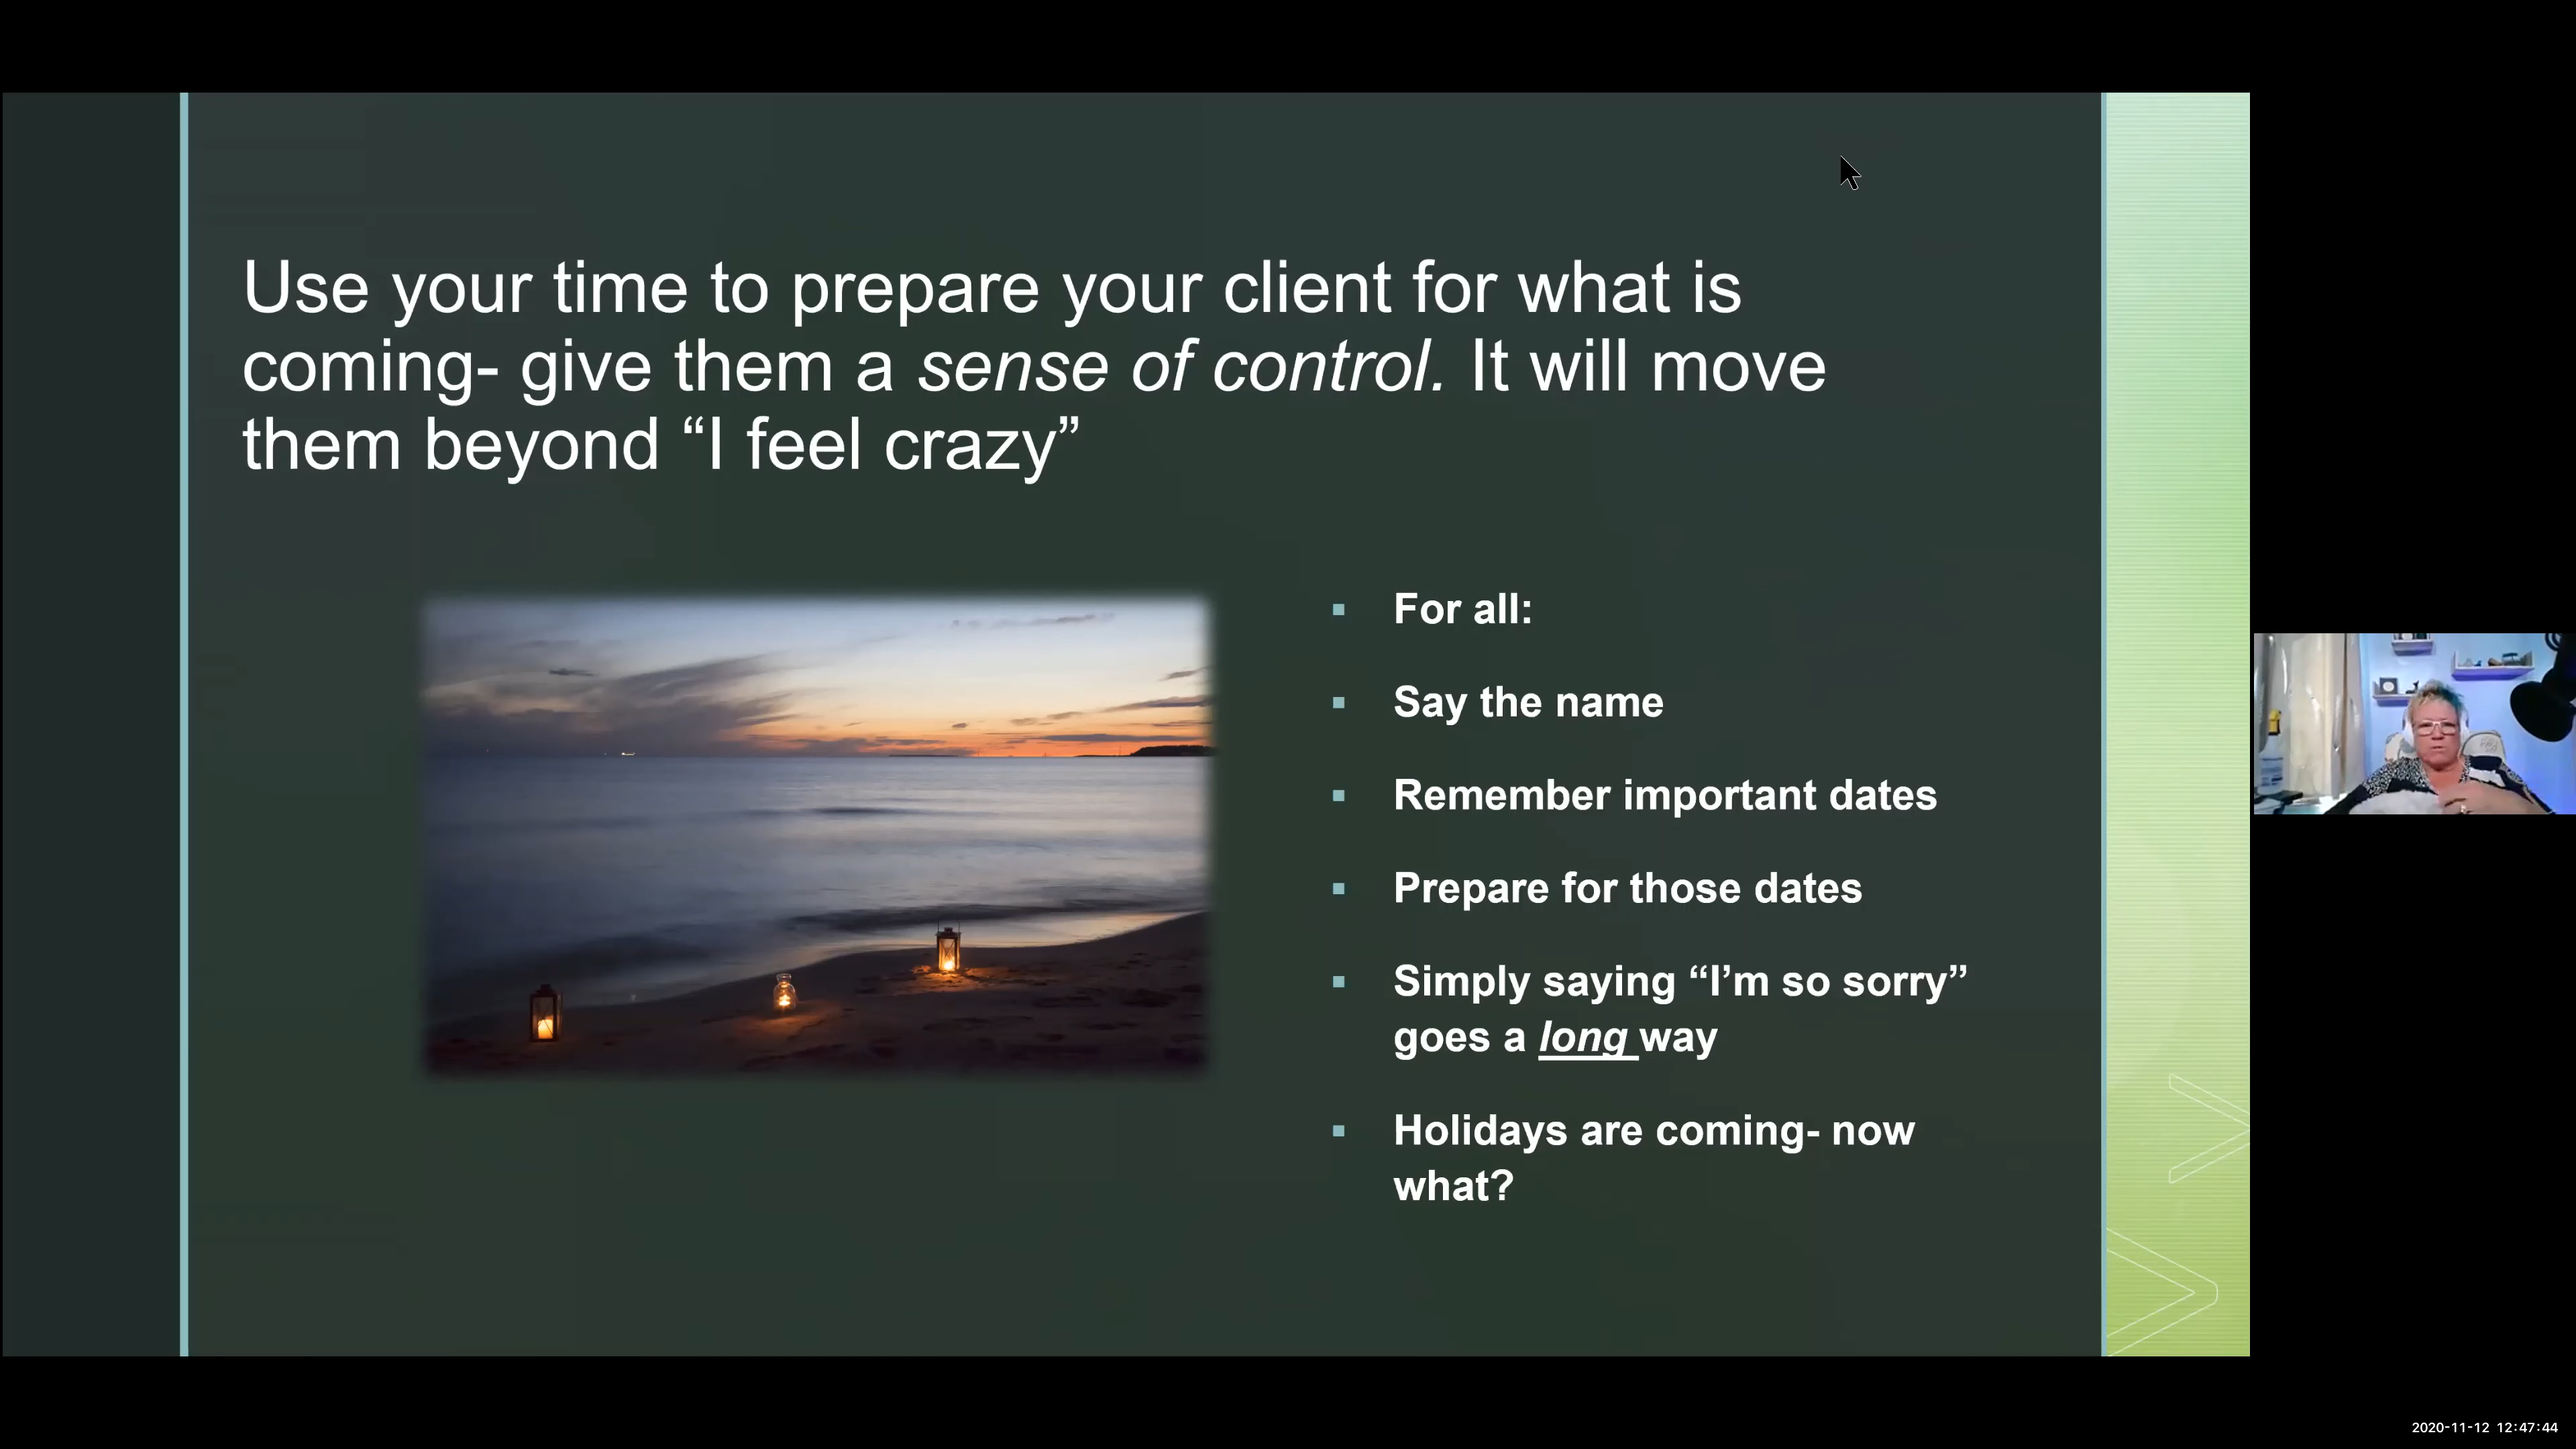 Use your time to prepare your client for what is
coming- give them a sense of control. It will move
them beyond “I feel crazy”
For all:
Say the name
Remember important dates
Prepare for those dates
Simply saying “I’m so sorry”
goes a long way
Holidays are coming- now
what?
2020-11-12 12:47:44